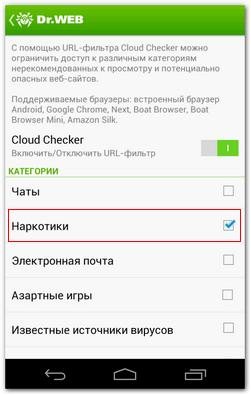 Dr.WEB
С помощью URL-фильтра Cloud Checker можно
ограничить доступ к различным категориям
нерекомендованных к просмотру и потенциально
опасных веб-сайтов.
Поддерживаемые браузеры: встроенный браузер
Android, Google Chrome, Next, Boat Browser, Boat
Browser Mini, Amazon Silk.
Cloud Checker
Включить/Отключить URL-фильтр
КАТЕГОРИИ
Чаты
Наркотики
Электронная почта
Азартные игры
Известные источники вирусов